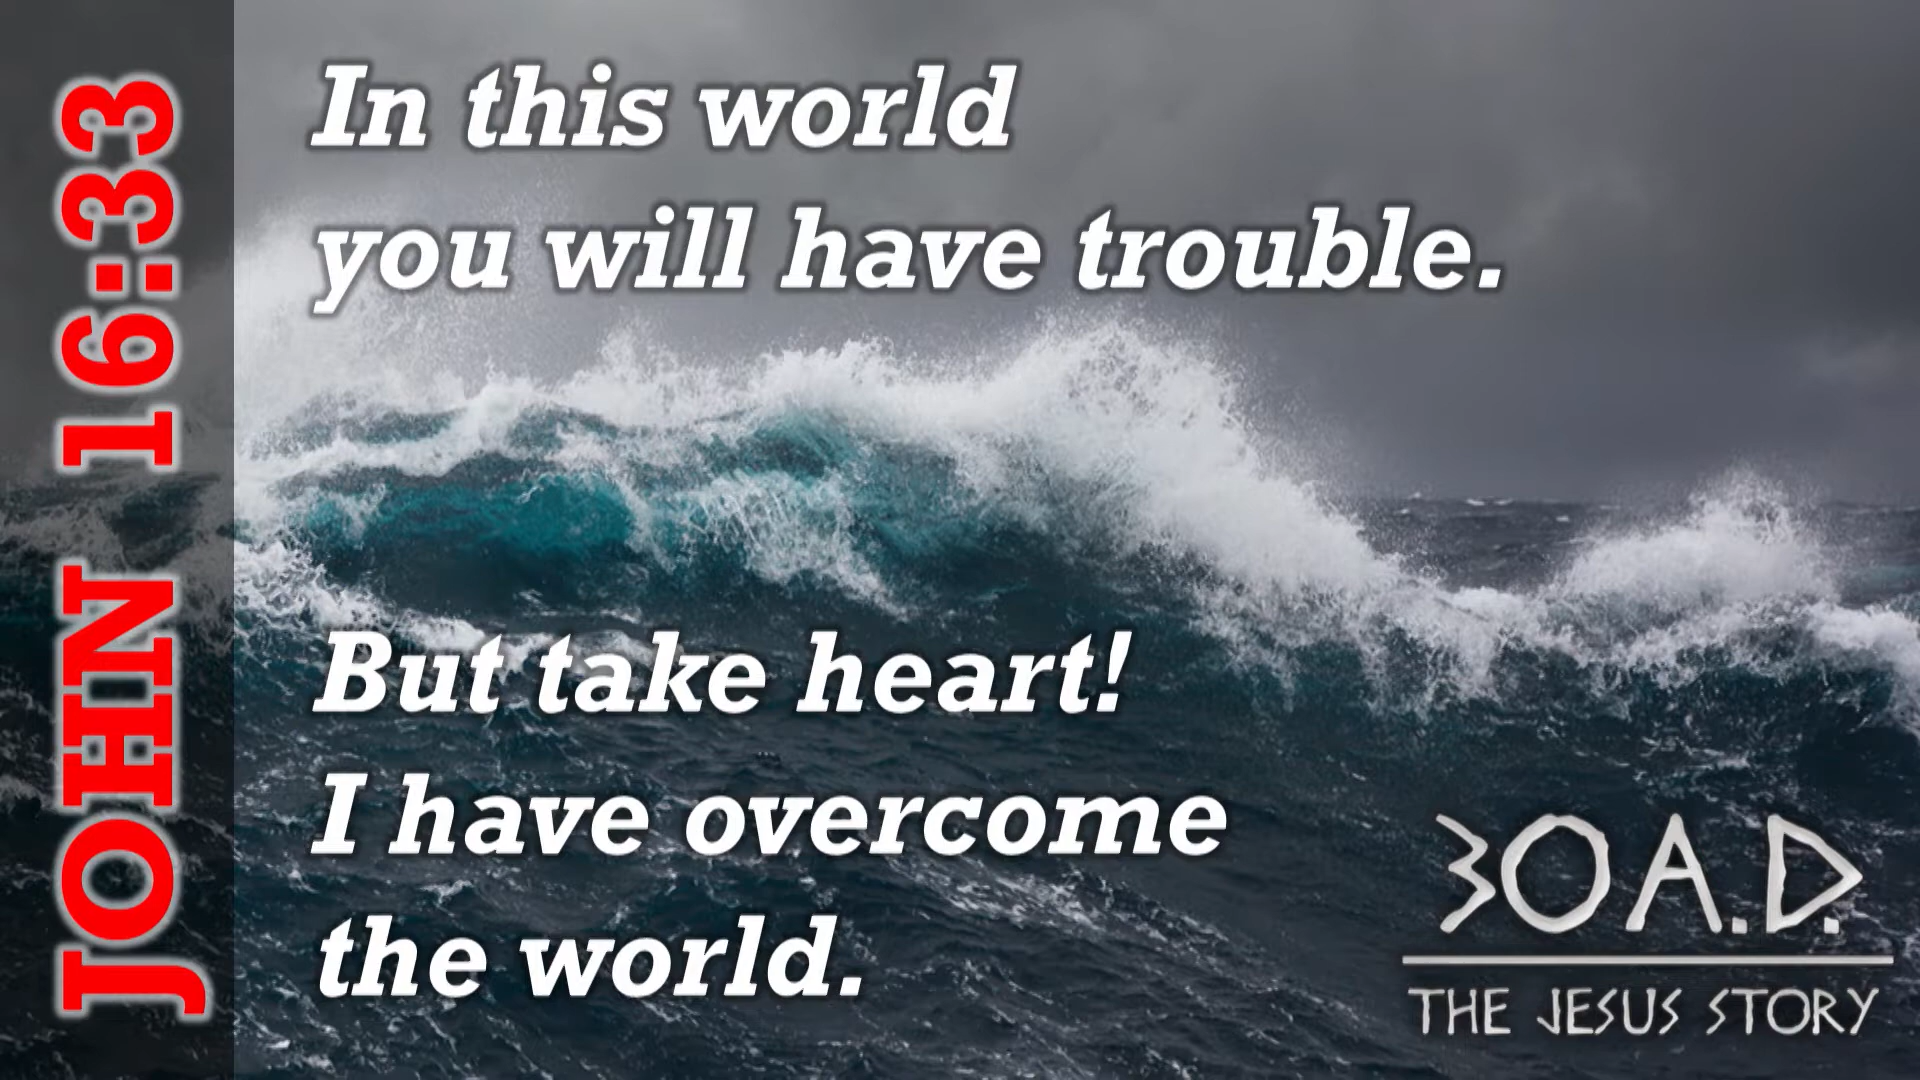 JOHN 16:33
In this world
you will have trouble.
But take heart!
I have overcome
the world.
30 A.D.
THE JESUS STORY